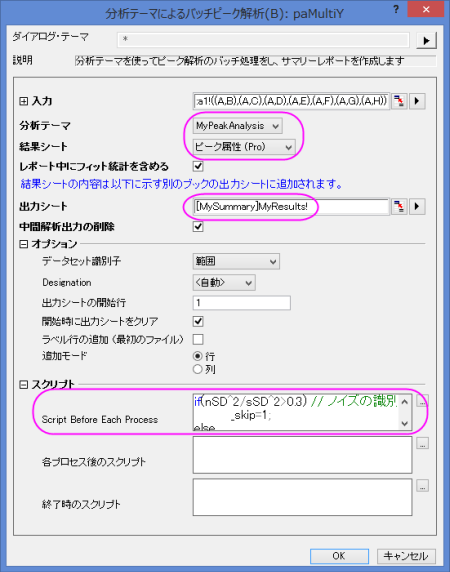 分析テーマによるバッチピーク解析(B): paMultiY
? ×
ダイアログ・テーマ *
説明 分析テーマを使ってピーク解析のバッチ処理をし、サマリーレポートを作成します
入力 :a1!((A,B),(A,C),(A,D),(A,E),(A,F),(A,G),(A,H))
分析テーマ MyPeakAnalysis
結果シート ピーク属性 (Pro)
レポート中にフィット統計を含める
結果シートの内容は以下に示す別のブックの出力シートに追加されます。
出力シート [MySummary]MyResults!
中間解析出力の削除
オプション
データセット識別子 範囲
Designation <自動>
出力シートの開始行 1
開始時に出力シートをクリア
ラベル行の追加 (最初のファイル)
追加モード 行
列
スクリプト
Script Before Each Process if(nSD^2/sSD^2>0.3) // ノイズの識別
_skip=1;
else
...
各プロセス後のスクリプト ...
終了時のスクリプト ...
OK キャンセル